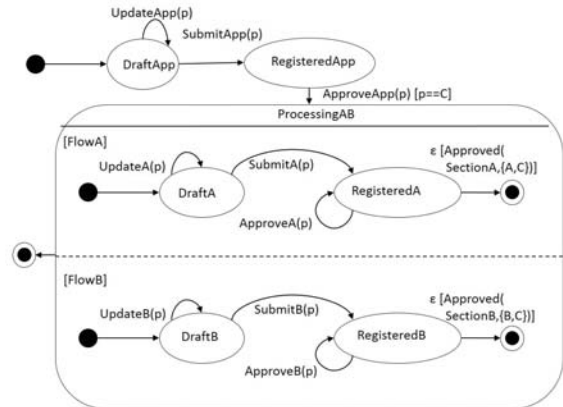 UpdateApp(p)
SubmitApp(p)
DraftApp
RegisteredApp
ApproveApp(p) [p==C]
ProcessingAB
[FlowA]
UpdateA(p)
SubmitA(p)
ε [Approved(
SectionA,{A,C})]
DraftA
RegisteredA
ApproveA(p)
[FlowB]
UpdateB(p)
SubmitB(p)
ε [Approved(
SectionB,{B,C})]
DraftB
RegisteredB
ApproveB(p)